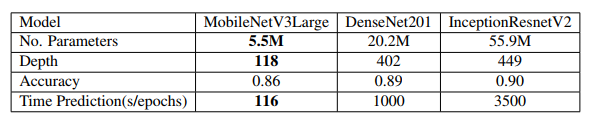 Model MobileNetV3Large DenseNet201 InceptionResnetV2
No. Parameters 5.5M 20.2M 55.9M
Depth 118 402 449
Accuracy 0.86 0.89 0.90
Time Prediction(s/epochs) 116 1000 3500